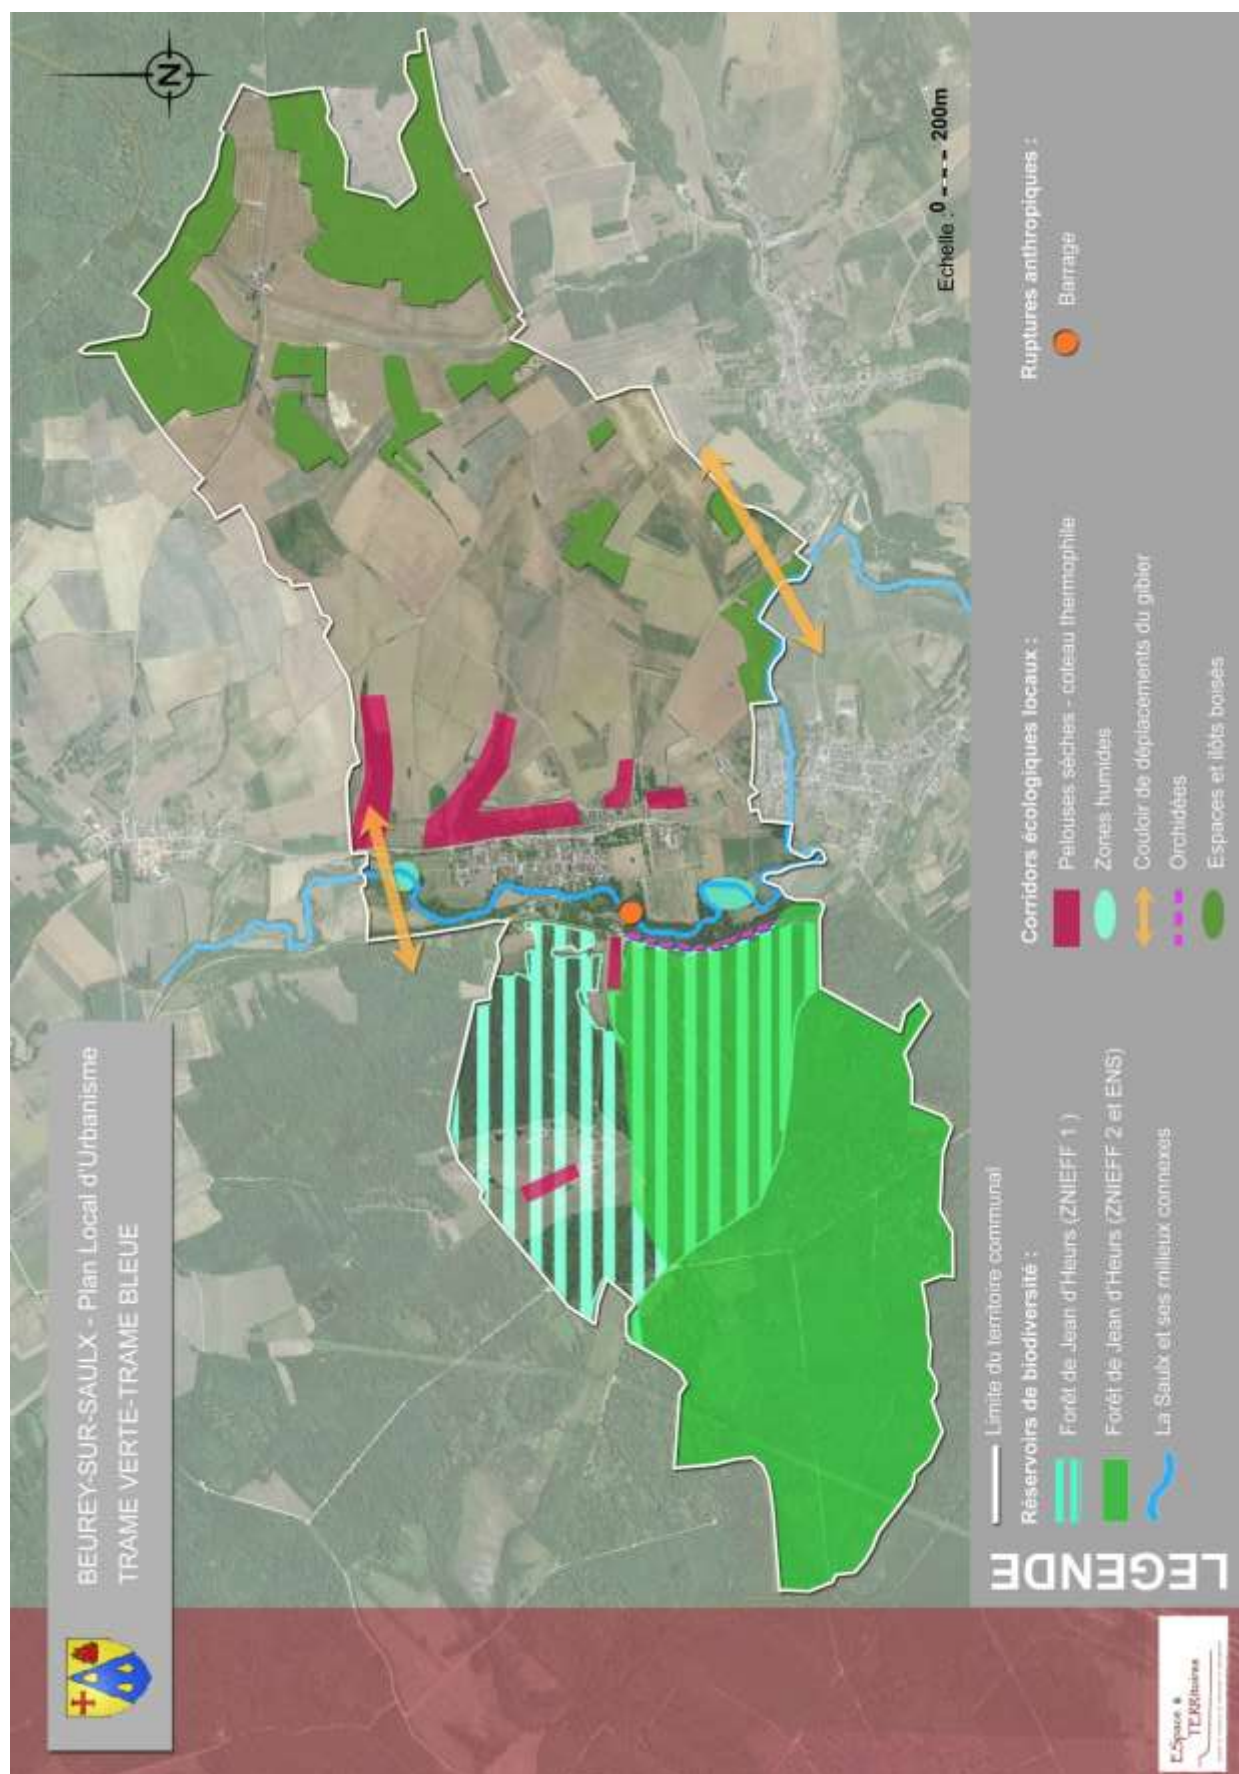 BEUREY-SUR-SAULX - Plan Local d'Urbanisme
TRAME VERTE-TRAME BLEUE
N
Echelle : 0 200m
LEGENDE
Limite du territoire communal
Réservoirs de biodiversité :
Forêt de Jean d'Heurs (ZNIEFF 1 )
Forêt de Jean d'Heurs (ZNIEFF 2 et ENS)
La Saulx et ses milieux connexes
Corridors écologiques locaux :
Pelouses sèches - coteau thermophile
Zones humides
Couloir de déplacements du gibier
Orchidées
Espaces et ilôts boisés
Ruptures anthropiques :
Barrage
ESpace &
TERRitoires